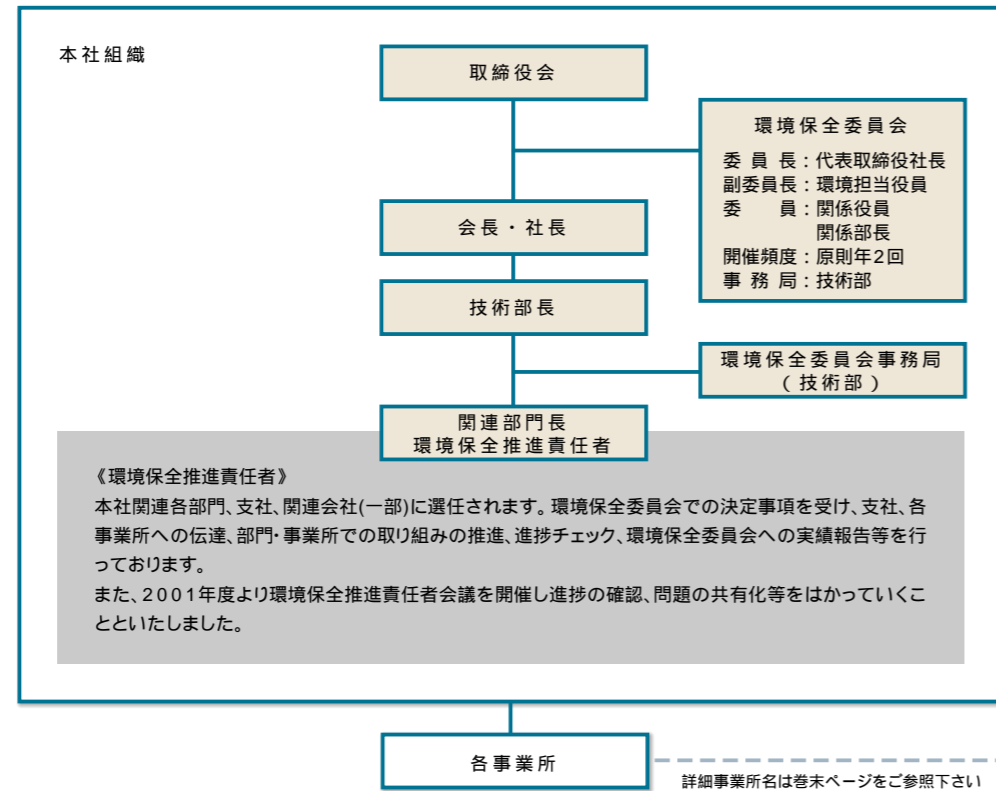 本社組織
取締役会
環境保全委員会
委員長：代表取締役社長
副委員長：環境担当役員
委　　員：関係役員
関係部長
開催頻度：原則年2回
事務局：技術部
会長・社長
技術部長
環境保全委員会事務局
（技術部）
関連部門長
環境保全推進責任者
《環境保全推進責任者》
本社関連各部門、支社、関連会社(一部)に選任されます。環境保全委員会での決定事項を受け、支社、各
事業所への伝達、部門・事業所での取り組みの推進、進捗チェック、環境保全委員会への実績報告等を行
っております。
また、2001年度より環境保全推進責任者会議を開催し進捗の確認、問題の共有化等をはかっていくこ
とといたしました。
各事業所
詳細事業所名は巻末ページをご参照下さい